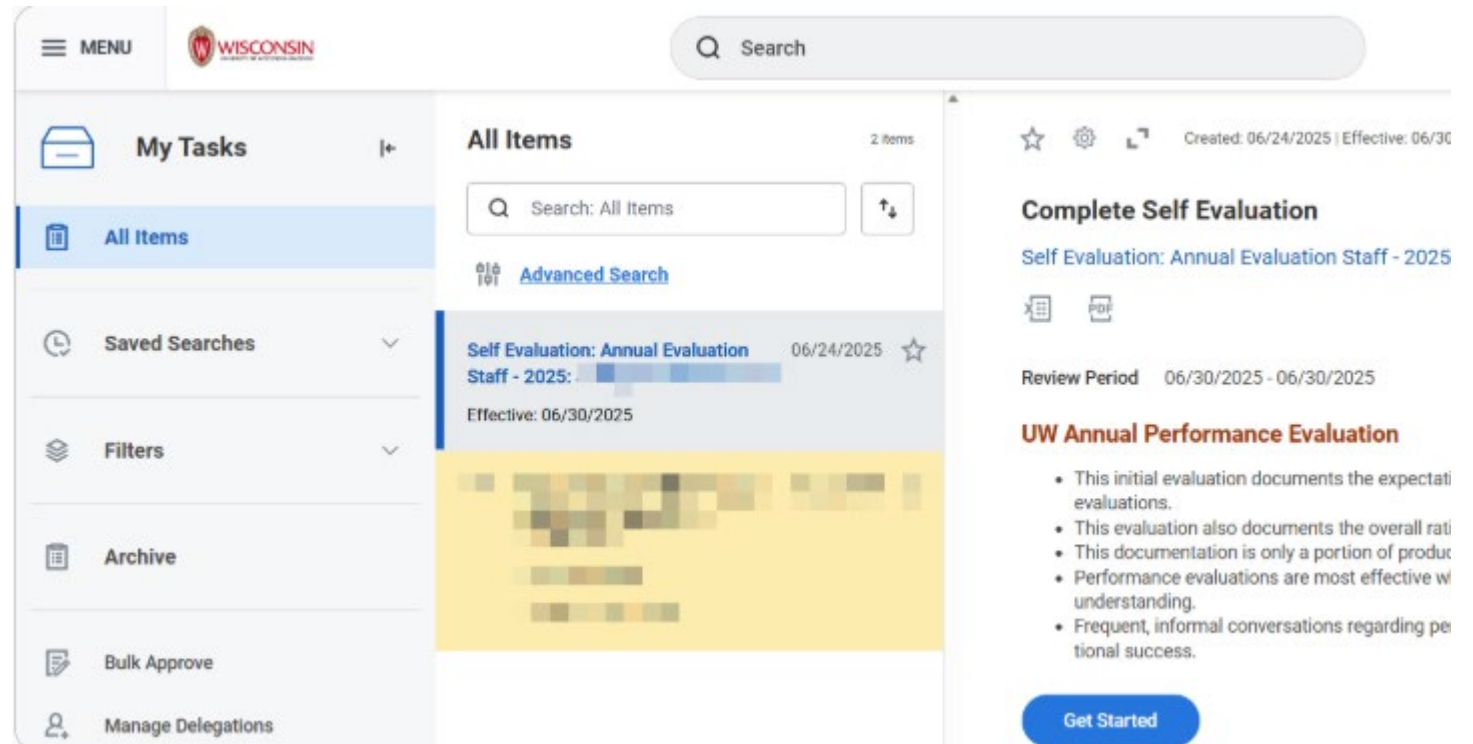 MENU
WISCONSIN
Search
My Tasks
All Items
Saved Searches
Filters
Archive
Bulk Approve
Manage Delegations
All Items
2 items
Search: All Items
Advanced Search
Self Evaluation: Annual Evaluation 06/24/2025
Staff - 2025:
Effective: 06/30/2025
Created: 06/24/2025 | Effective: 06/30
Complete Self Evaluation
Self Evaluation: Annual Evaluation Staff - 2025
PDF
Review Period 06/30/2025 - 06/30/2025
UW Annual Performance Evaluation
• This initial evaluation documents the expectati
evaluations.
• This evaluation also documents the overall rati
• This documentation is only a portion of produc
• Performance evaluations are most effective w
understanding.
• Frequent, informal conversations regarding pe
tional success.
Get Started